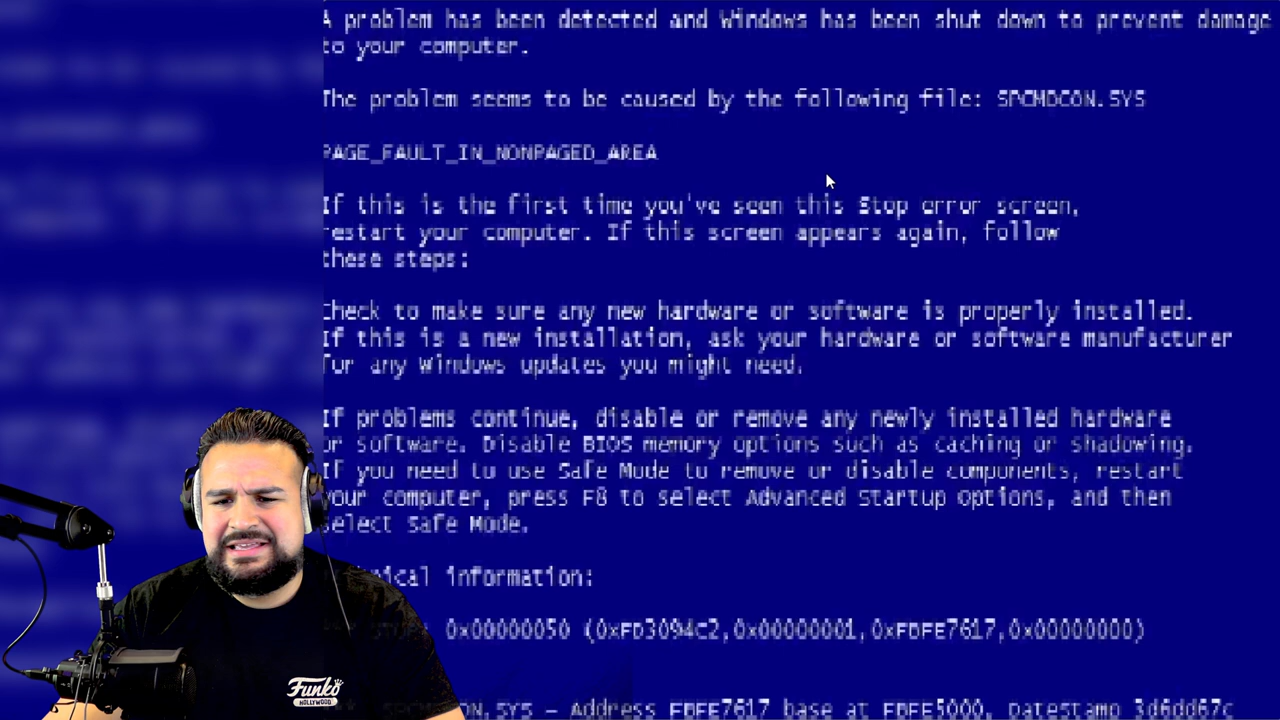 A problem has been detected and Windows has been shut down to prevent damage
to your computer.
The problem seems to be caused by the following file: SPCMDCON.SYS
PAGE_FAULT_IN_NONPAGED_AREA
If this is the first time you've seen this Stop error screen,
restart your computer. If this screen appears again, follow
these steps:
Check to make sure any new hardware or software is properly installed.
If this is a new installation, ask your hardware or software manufacturer
for any Windows updates you might need.
If problems continue, disable or remove any newly installed hardware
or software. Disable BIOS memory options such as caching or shadowing.
If you need to use Safe Mode to remove or disable components, restart
your computer, press F8 to select Advanced Startup Options, and then
select Safe Mode.
information:
0x00000050 (0xFD3094C2,0x00000001,0xFBFE7617,0x00000000)
SPCMDCON.SYS - Address FBFE7617 base at FBFE5000, Datestamp 3d6dd67c
Funko
HOLLYWOOD